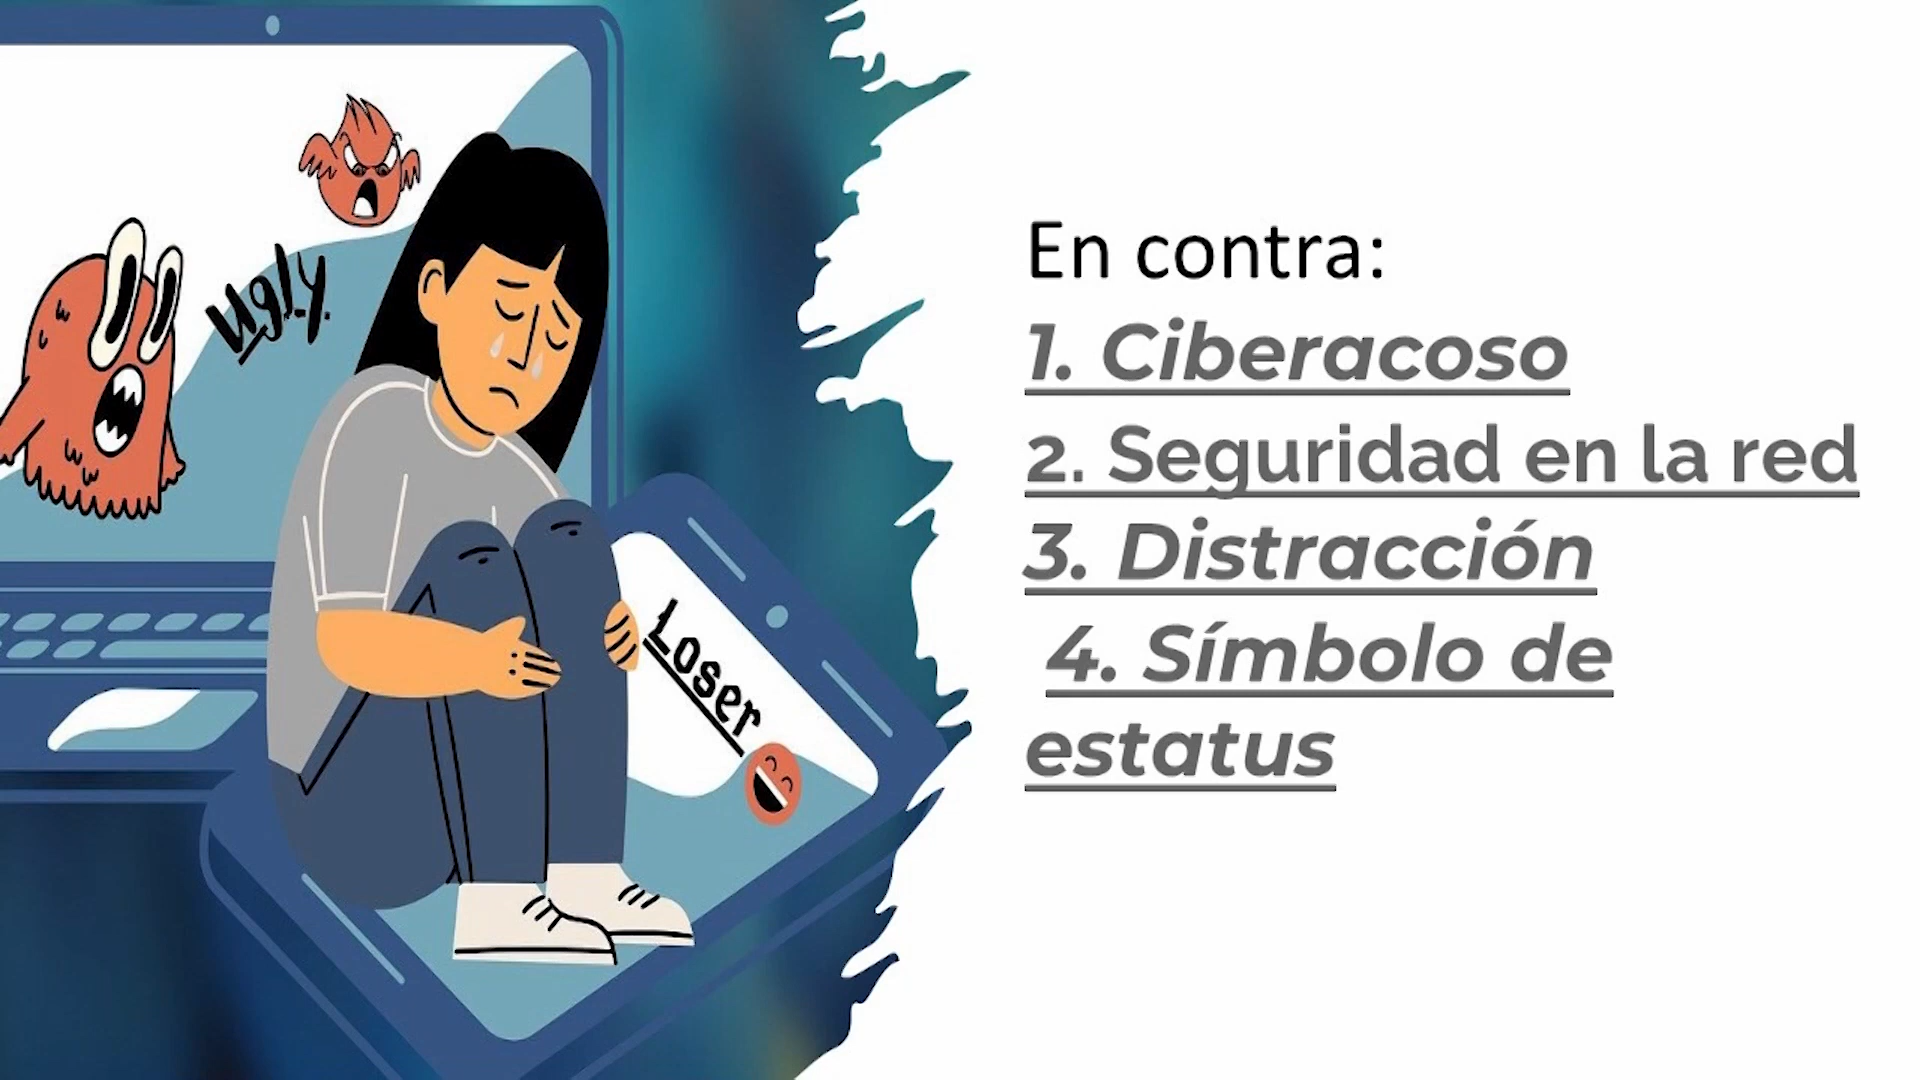 ugly
Loser
En contra:
1. Ciberacoso
2. Seguridad en la red
3. Distracción
4. Símbolo de
estatus